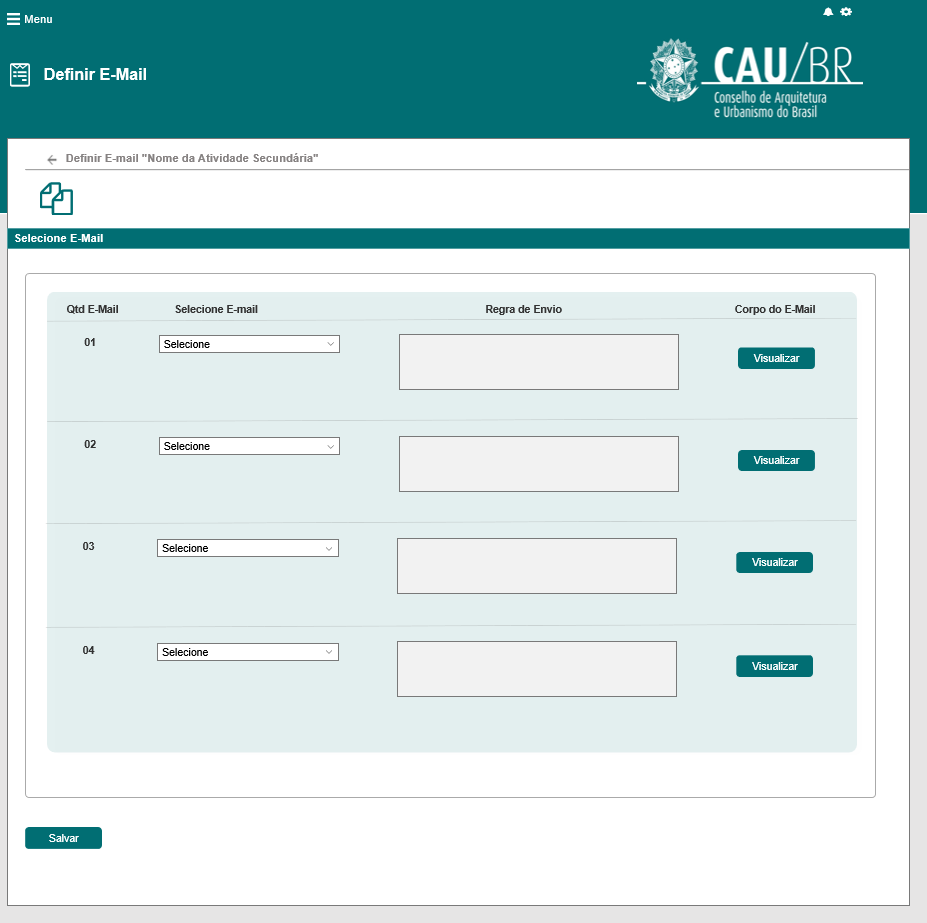 Menu
Definir E-Mail
CAU/BR
Conselho de Arquitetura
e Urbanismo do Brasil
Definir E-mail "Nome da Atividade Secundária"
Selecione E-Mail
Qtd E-Mail Selecione E-mail Regra de Envio Corpo do E-Mail
01 Selecione Visualizar
02 Selecione Visualizar
03 Selecione Visualizar
04 Selecione Visualizar
Salvar